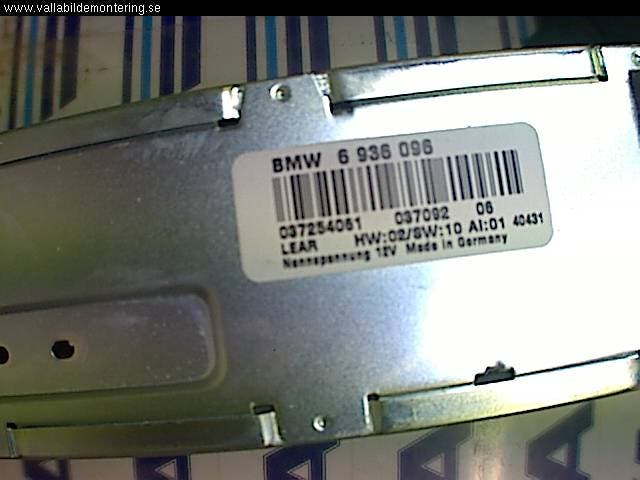 www.vallabildemontering.se
BMW 6 936 096
037254061 037092 06
LEAR HW:02/SW:10 AI:01 40431
Nennspannung 12V Made in Germany